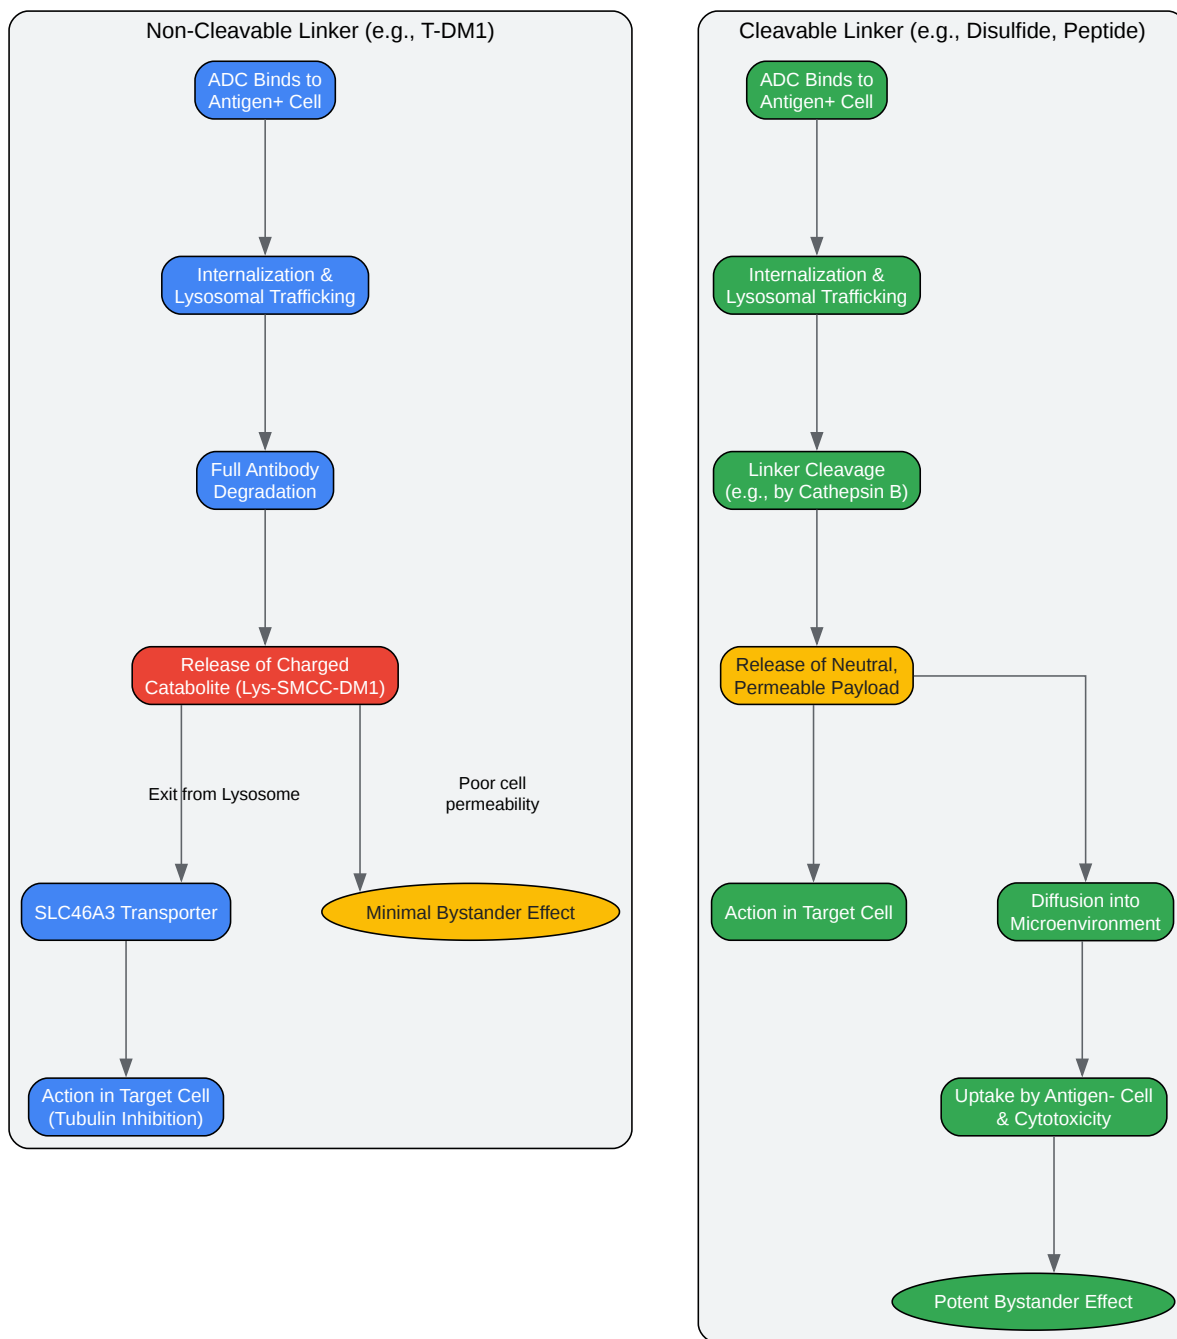 Non-Cleavable Linker (e.g., T-DM1)
ADC Binds to
Antigen+ Cell
Internalization &
Lysosomal Trafficking
Full Antibody
Degradation
Release of Charged
Catabolite (Lys-SMCC-DM1)
Exit from Lysosome
Poor cell
permeability
SLC46A3 Transporter
Minimal Bystander Effect
Action in Target Cell
(Tubulin Inhibition)
Cleavable Linker (e.g., Disulfide, Peptide)
ADC Binds to
Antigen+ Cell
Internalization &
Lysosomal Trafficking
Linker Cleavage
(e.g., by Cathepsin B)
Release of Neutral,
Permeable Payload
Action in Target Cell
Diffusion into
Microenvironment
Uptake by Antigen- Cell
& Cytotoxicity
Potent Bystander Effect